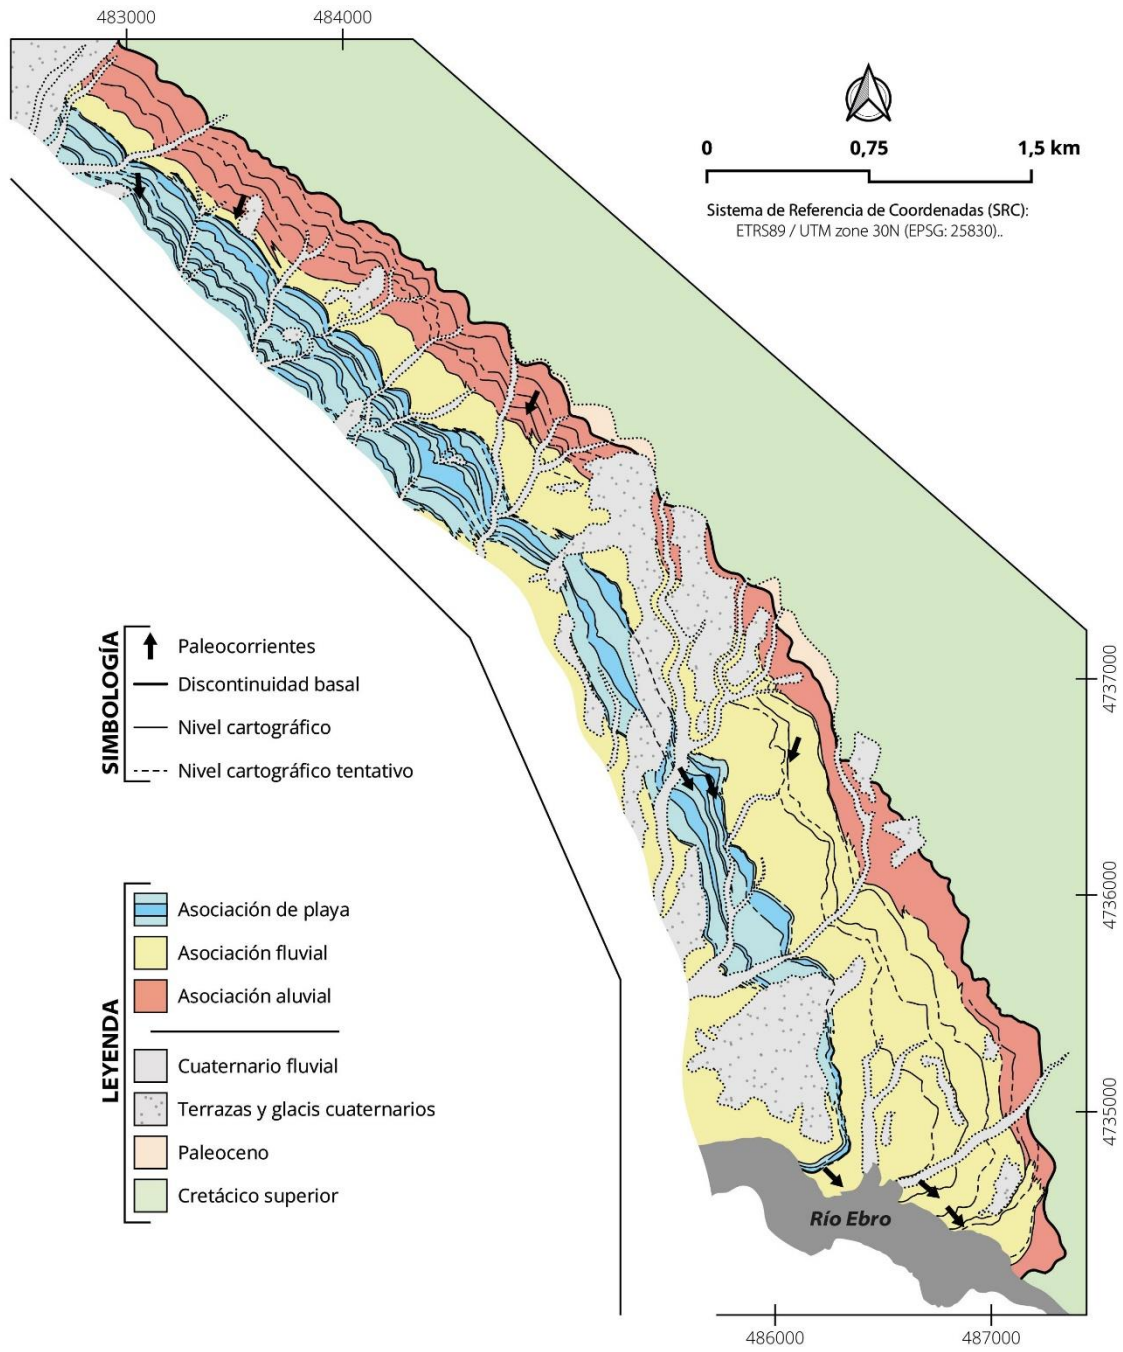 483000
484000
0
0,75
1,5 km
Sistema de Referencia de Coordenadas (SRC):
ETRS89 / UTM zone 30N (EPSG: 25830)..
SIMBOLOGÍA
Paleocorrientes
Discontinuidad basal
Nivel cartográfico
Nivel cartográfico tentativo
LEYENDA
Asociación de playa
Asociación fluvial
Asociación aluvial
Cuaternario fluvial
Terrazas y glacis cuaternarios
Paleoceno
Cretácico superior
4737000
4736000
4735000
Río Ebro
486000
487000